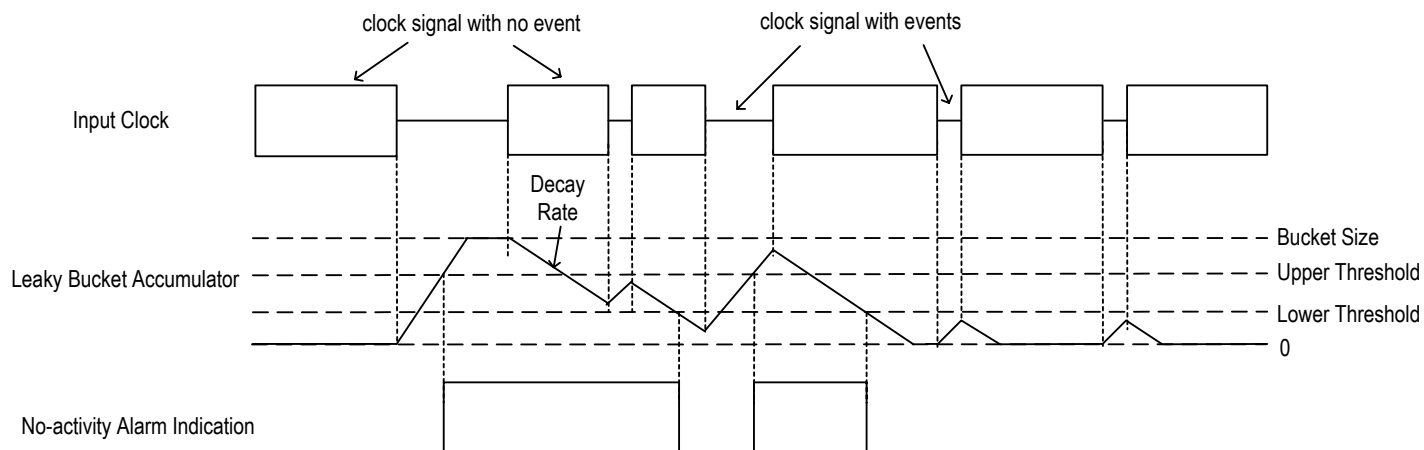 clock signal with no event
clock signal with events
Input Clock
Decay
Rate
Bucket Size
Leaky Bucket Accumulator
Upper Threshold
Lower Threshold
0
No-activity Alarm Indication